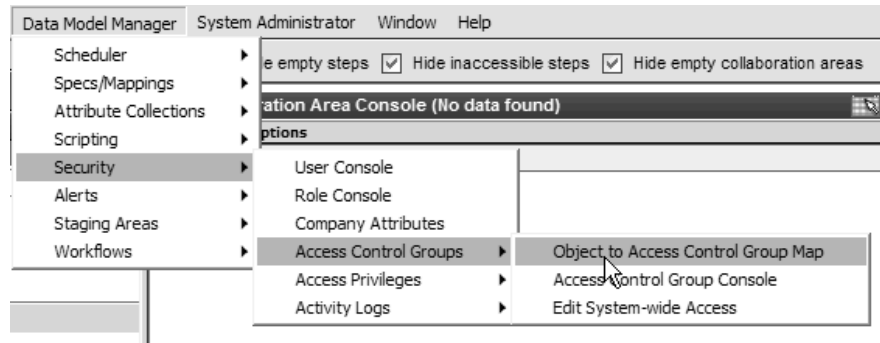 Data Model Manager System Administrator Window Help
Scheduler
e empty steps Hide inaccessible steps Hide empty collaboration areas
Specs/Mappings
Attribute Collections
ration Area Console (No data found)
Scripting
ptions
Security
User Console
Alerts
Role Console
Staging Areas
Company Attributes
Workflows
Access Control Groups
Object to Access Control Group Map
Access Privileges
Access Control Group Console
Activity Logs
Edit System-wide Access